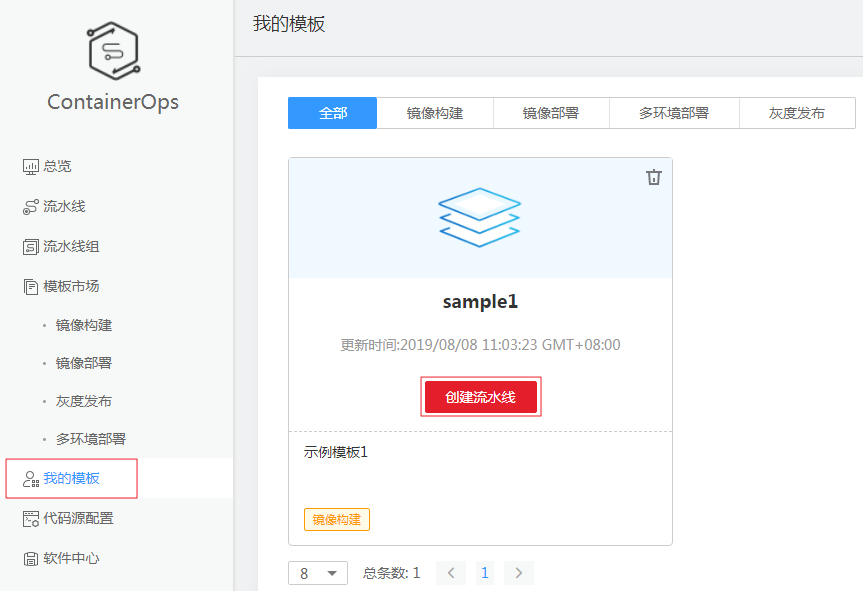 ContainerOps
总览
流水线
流水线组
模板市场
· 镜像构建
· 镜像部署
· 灰度发布
· 多环境部署
我的模板
代码源配置
软件中心
我的模板
全部 镜像构建 镜像部署 多环境部署 灰度发布
sample1
更新时间:2019/08/08 11:03:23 GMT+08:00
创建流水线
示例模板1
镜像构建
8 总条数: 1 < 1 >